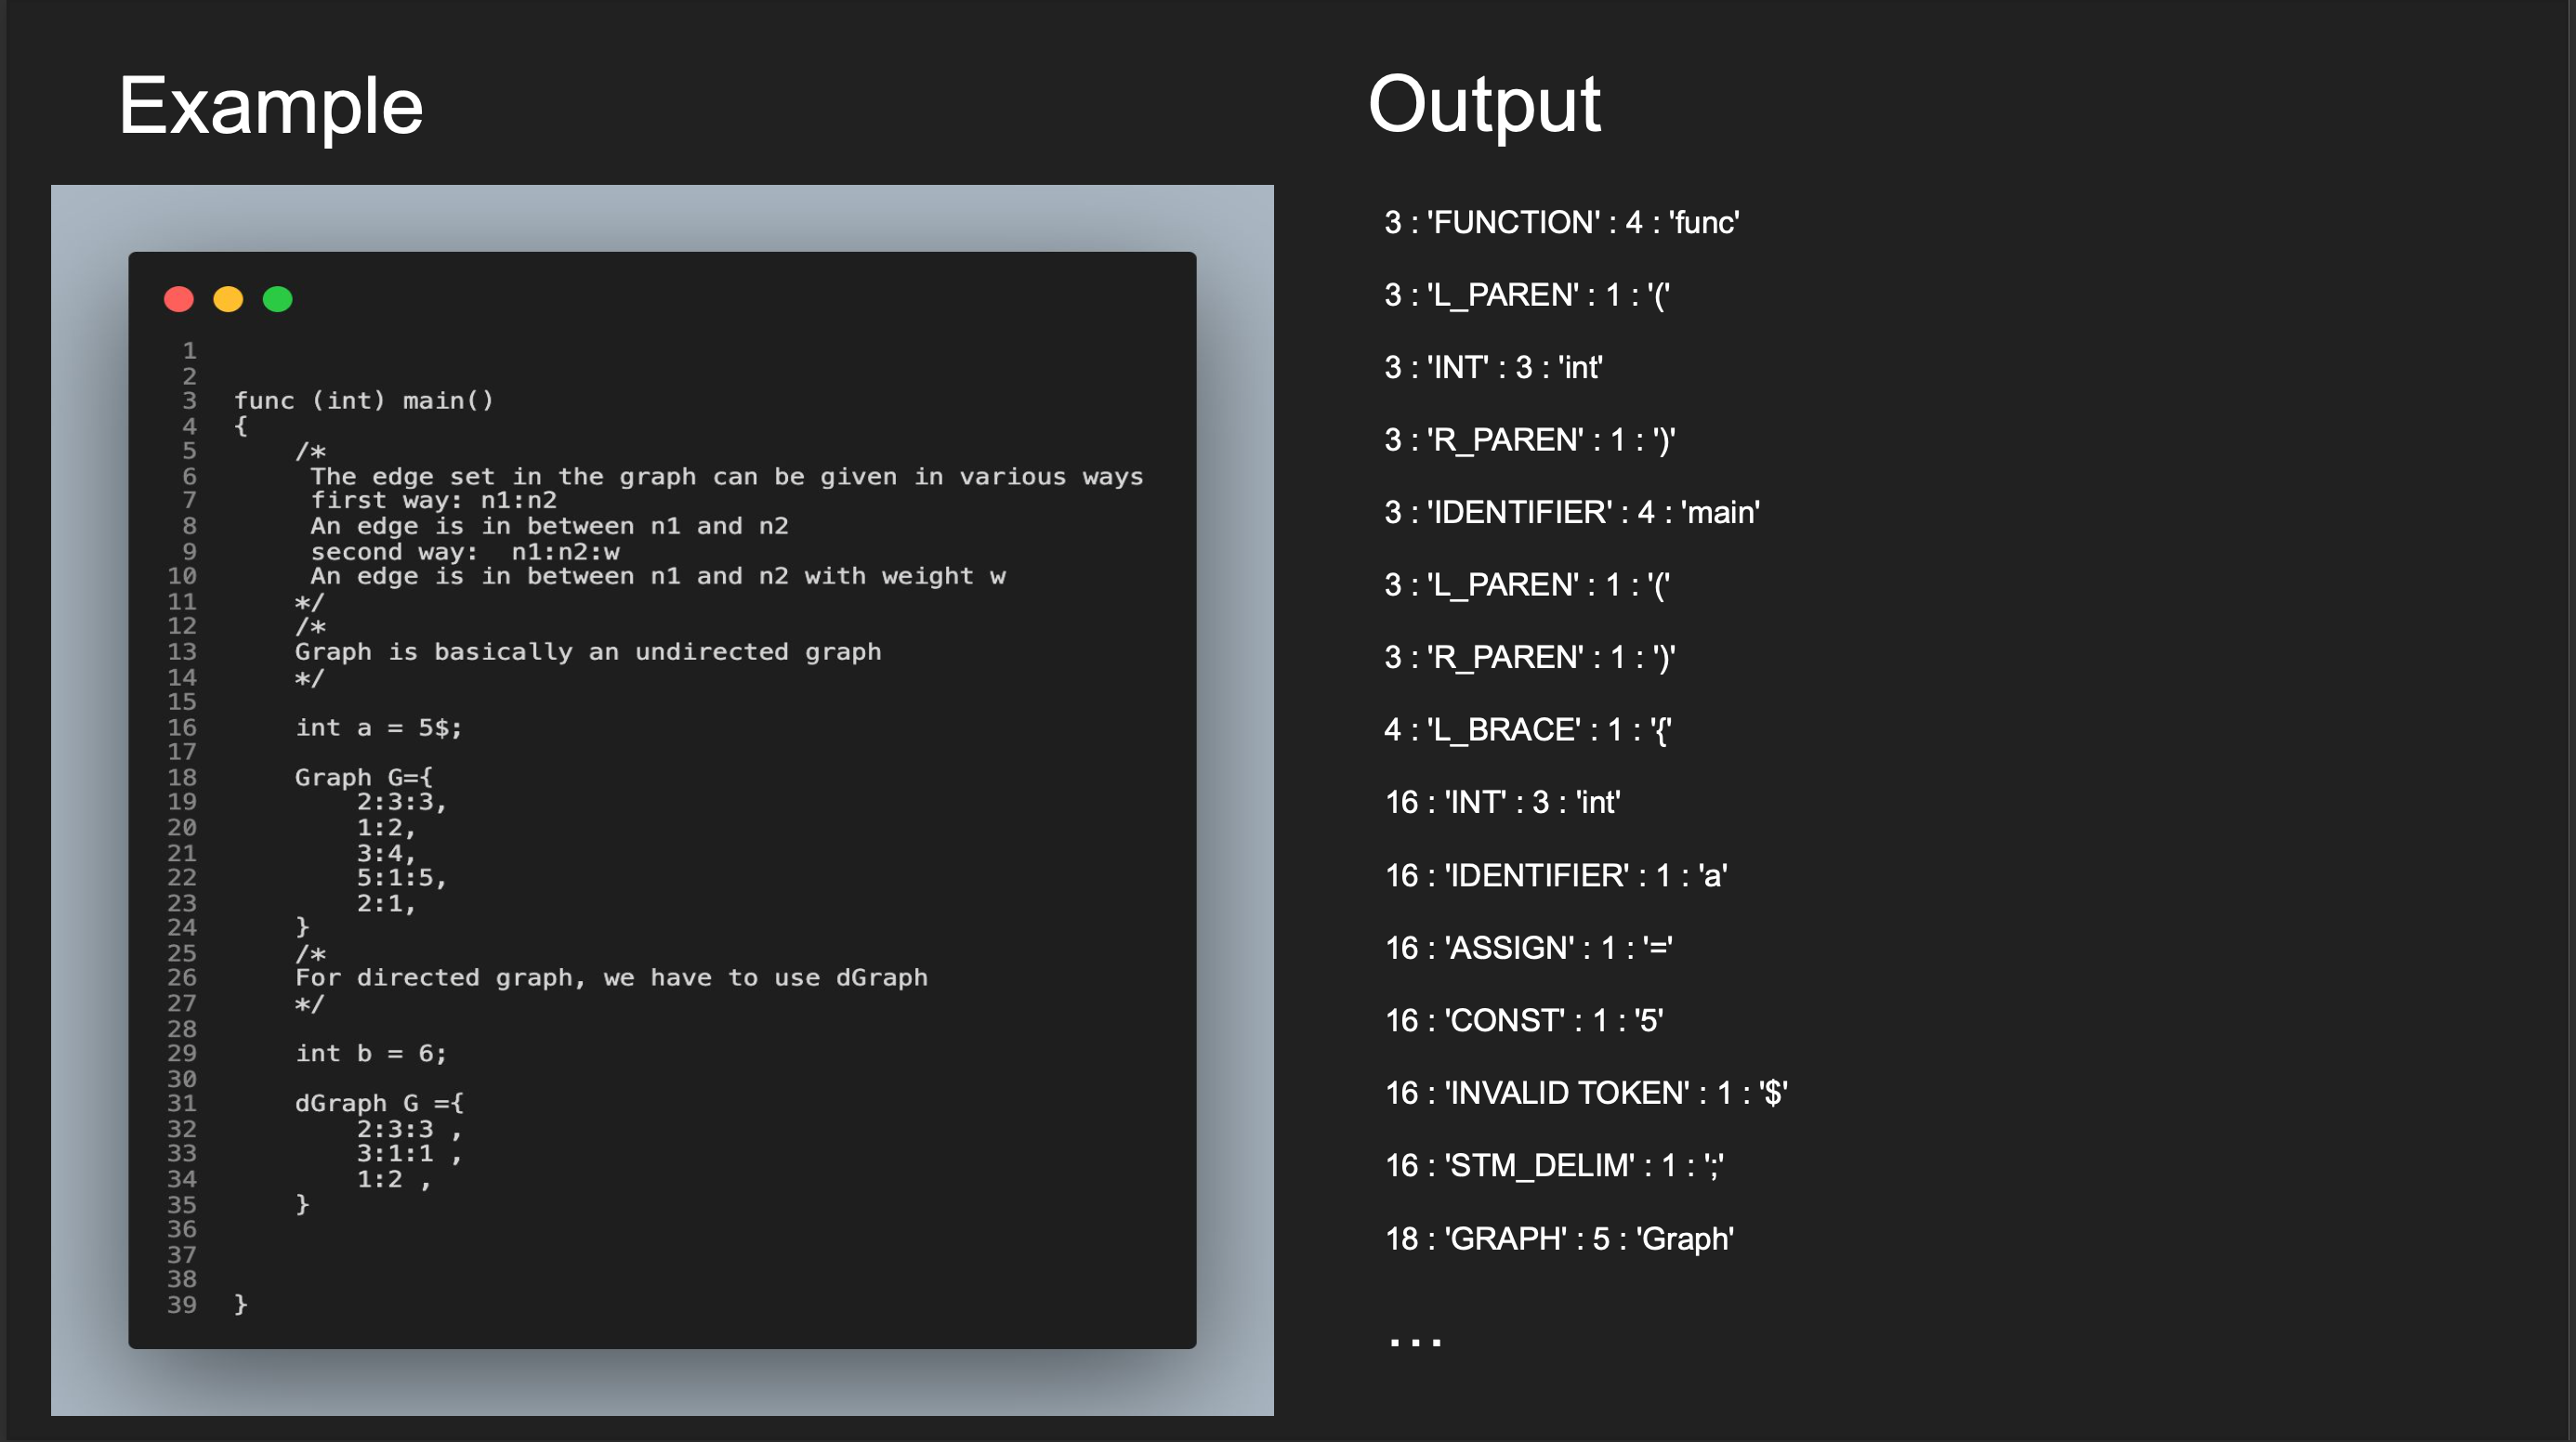 Example
1
2
3 func (int) main()
4 {
5 /*
6 The edge set in the graph can be given in various ways
7 first way: n1:n2
8 An edge is in between n1 and n2
9 second way:  n1:n2:w
10 An edge is in between n1 and n2 with weight w
11 */
12 /*
13 Graph is basically an undirected graph
14 */
15
16 int a = 5$;
17
18 Graph G={
19 2:3:3,
20 1:2,
21 3:4,
22 5:1:5,
23 2:1,
24 }
25 /*
26 For directed graph, we have to use dGraph
27 */
28
29 int b = 6;
30
31 dGraph G ={
32 2:3:3 ,
33 3:1:1 ,
34 1:2 ,
35 }
36
37
38
39 }
Output
3 : 'FUNCTION' : 4 : 'func'
3 : 'L_PAREN' : 1 : '('
3 : 'INT' : 3 : 'int'
3 : 'R_PAREN' : 1 : ')'
3 : 'IDENTIFIER' : 4 : 'main'
3 : 'L_PAREN' : 1 : '('
3 : 'R_PAREN' : 1 : ')'
4 : 'L_BRACE' : 1 : '{'
16 : 'INT' : 3 : 'int'
16 : 'IDENTIFIER' : 1 : 'a'
16 : 'ASSIGN' : 1 : '='
16 : 'CONST' : 1 : '5'
16 : 'INVALID TOKEN' : 1 : '$'
16 : 'STM_DELIM' : 1 : ';'
18 : 'GRAPH' : 5 : 'Graph'
...